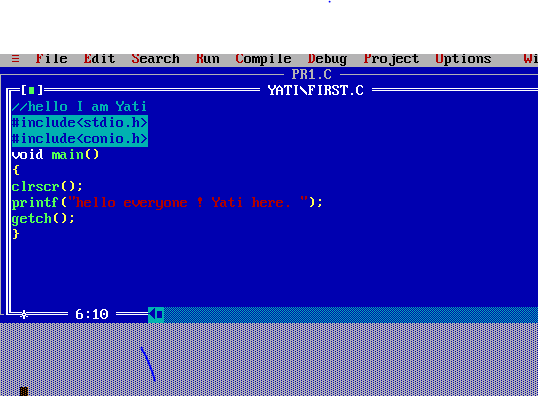 ≡ File Edit Search Run Compile Debug Project Options Wi
PR1.C
[■] YATI\FIRST.C
//hello I am Yati
#include<stdio.h>
#include<conio.h>
void main()
{
clrscr();
printf("hello everyone ! Yati here. ");
getch();
}
* 6:10